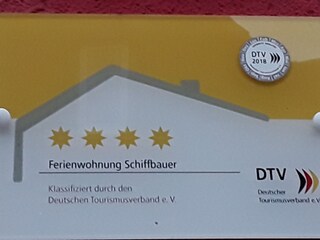 DTV
2018
Ferienwohnung Schiffbauer
Klassifiziert durch den
Deutschen Tourismusverband e. V.
DTV
Deutscher
Tourismusverband e.V.